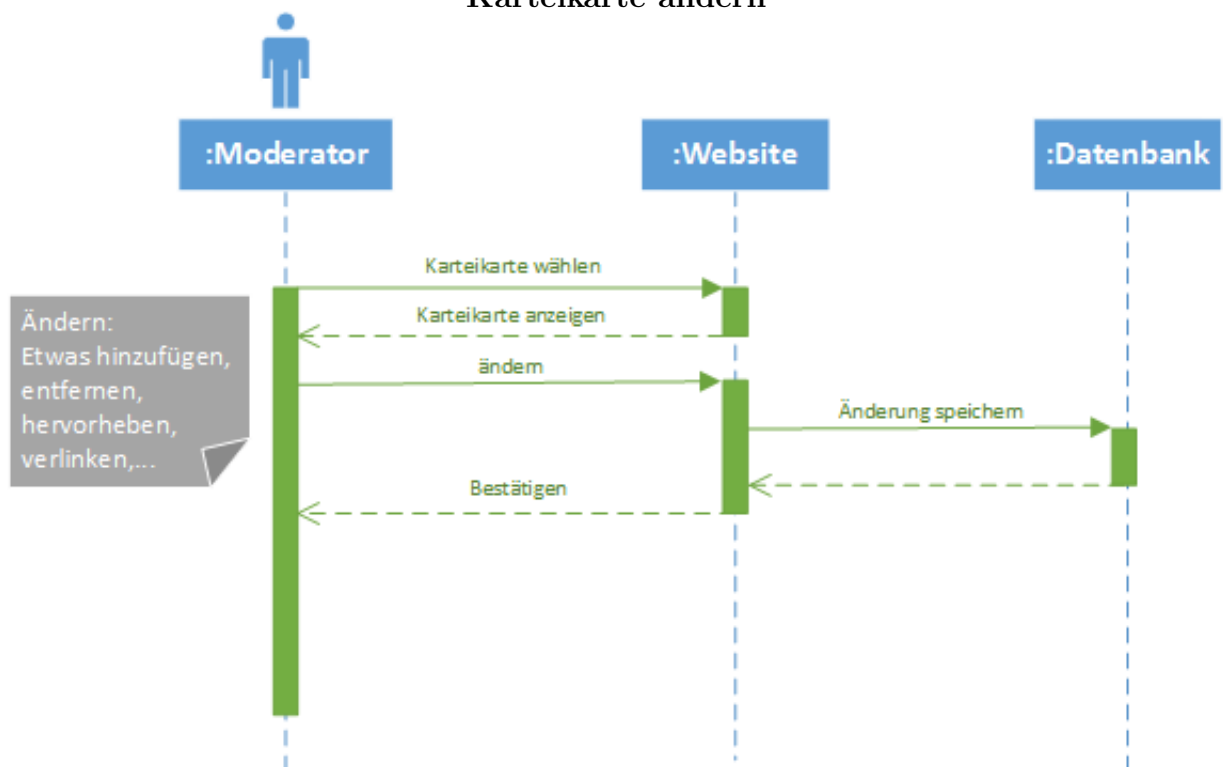 Karteikarte ändern
:Moderator
:Website
:Datenbank
Karteikarte wählen
Karteikarte anzeigen
Ändern:
Etwas hinzufügen,
entfernen,
hervorheben,
verlinken,...
ändern
Änderung speichern
Bestätigen